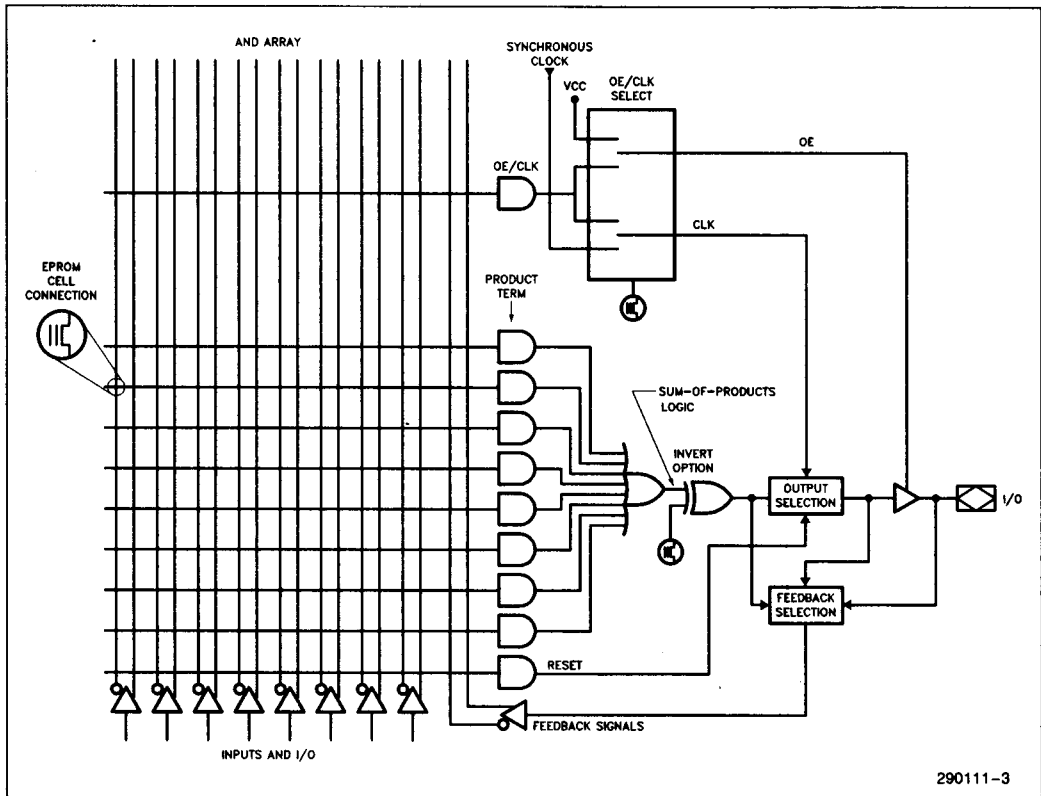 AND ARRAY
SYNCHRONOUS
CLOCK
VCC
OE/CLK
SELECT
OE/CLK
OE
CLK
EPROM
CELL
CONNECTION
PRODUCT
TERM
SUM-OF-PRODUCTS
LOGIC
INVERT
OPTION
OUTPUT
SELECTION
I/O
FEEDBACK
SELECTION
RESET
FEEDBACK SIGNALS
INPUTS AND I/O
290111-3